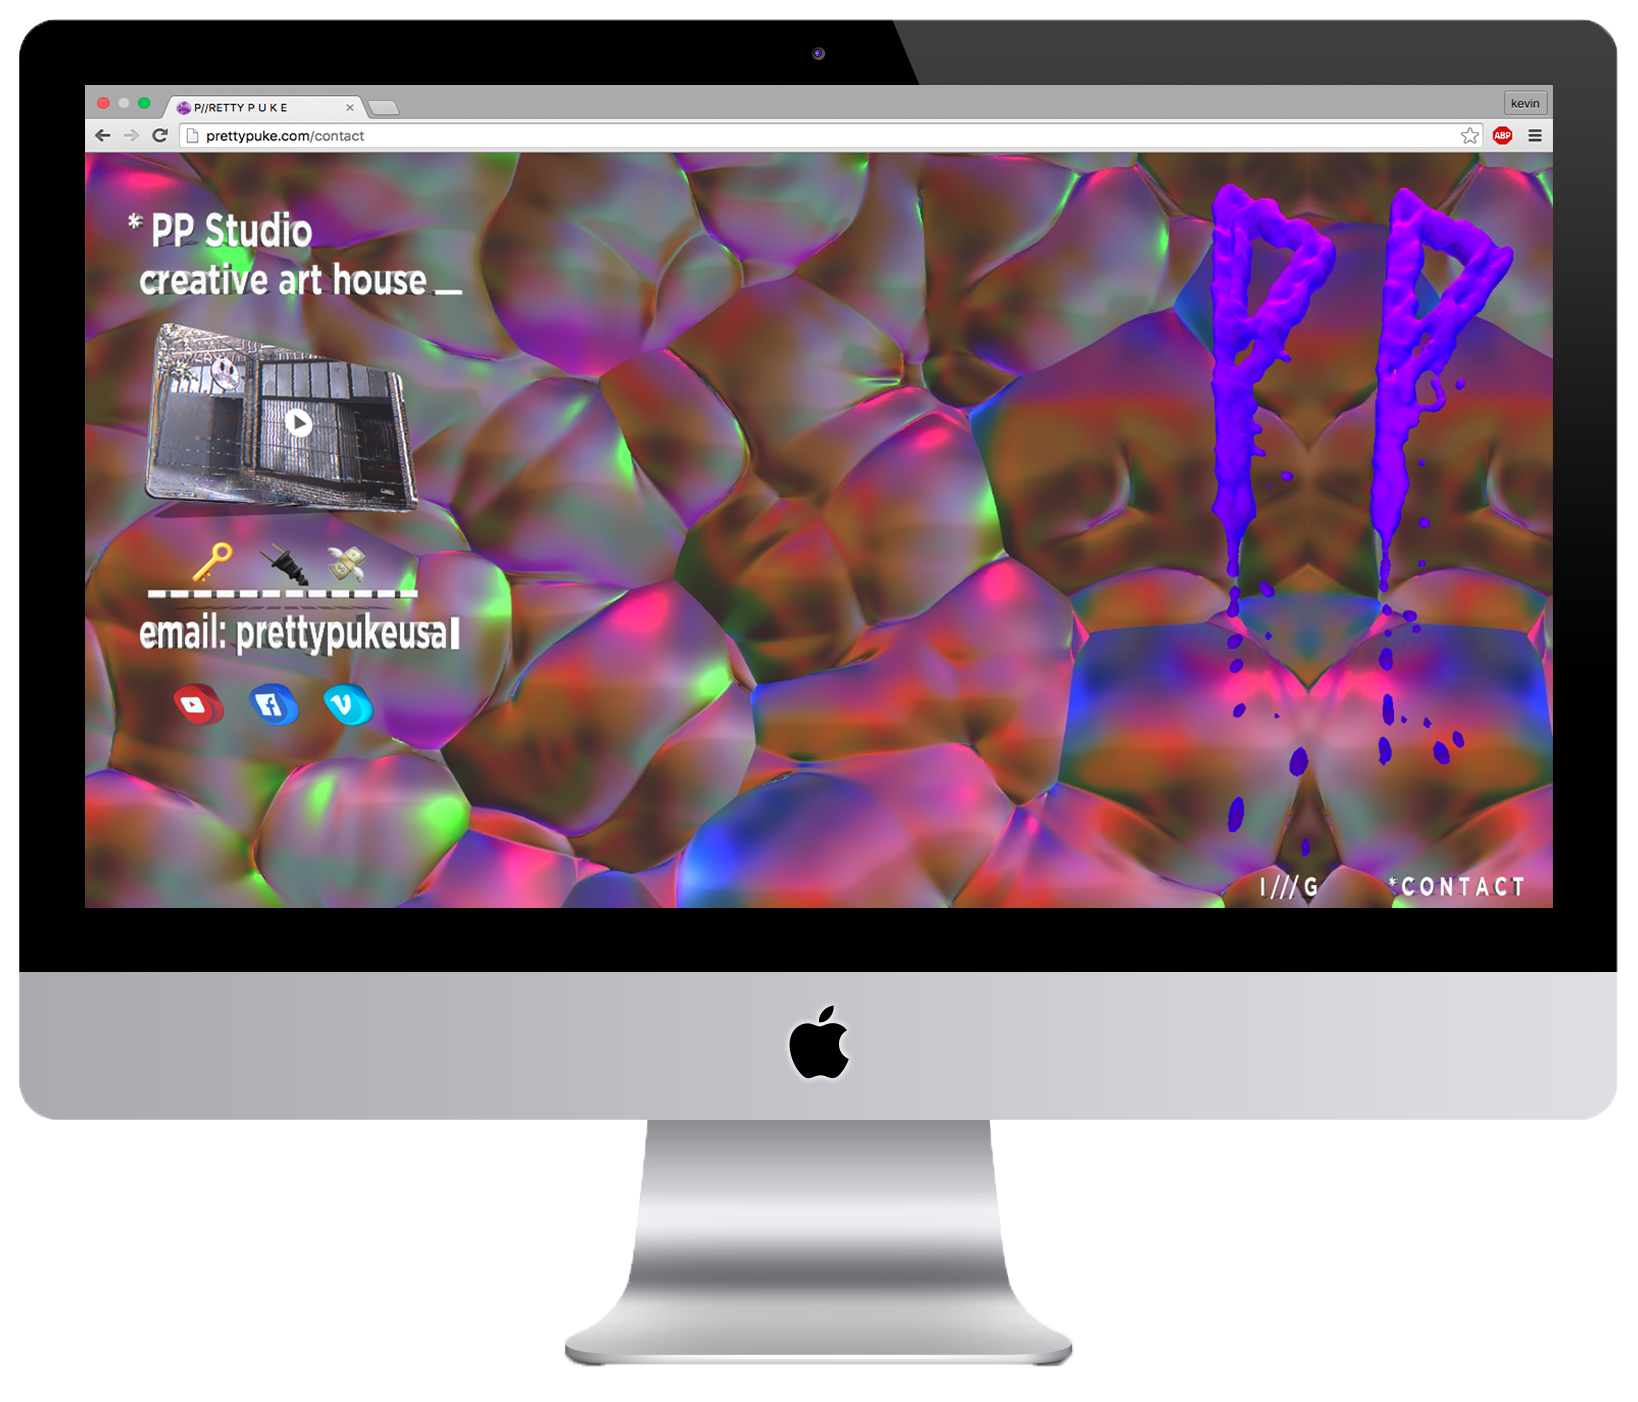 P//RETTY P U K E
kevin
prettypuke.com/contact
ABP
* PP Studio
creative art house _
email: prettypukeusa
PP
I///G
*CONTACT